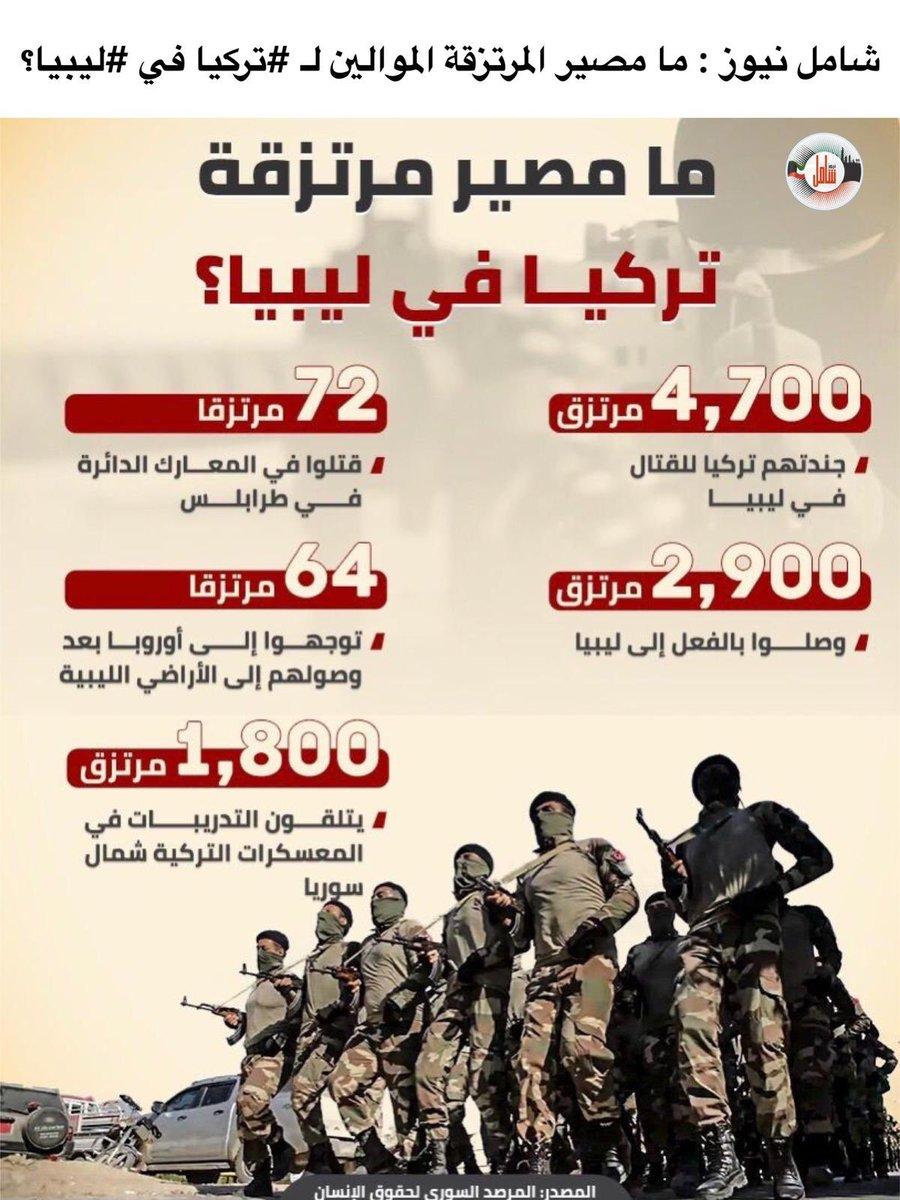 شامل نيوز : ما مصير المرتزقة الموالين لـ #تركيا في #ليبيا؟
شامل
ما مصير مرتزقة
تركيا في ليبيا؟
4,700 مرتزق
جندتهم تركيا للقتال
في ليبيا
2,900 مرتزق
وصلوا بالفعل إلى ليبيا
72 مرتزقا
قتلوا في المعارك الدائرة
في طرابلس
64 مرتزقا
توجهوا إلى أوروبا بعد
وصولهم إلى الأراضي الليبية
1,800 مرتزق
يتلقون التدريبات في
المعسكرات التركية شمال
سوريا
المصدر: المرصد السوري لحقوق الإنسان